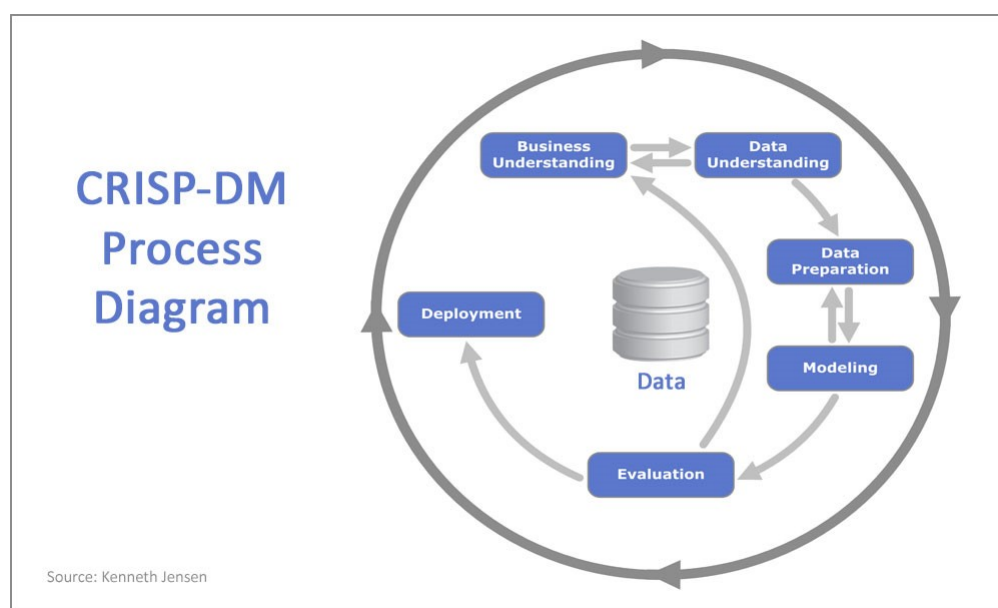 CRISP-DM
Process
Diagram
Business
Understanding
Data
Understanding
Data
Preparation
Modeling
Evaluation
Deployment
Data
Source: Kenneth Jensen